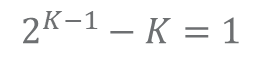 2^{K-1} − K = 1